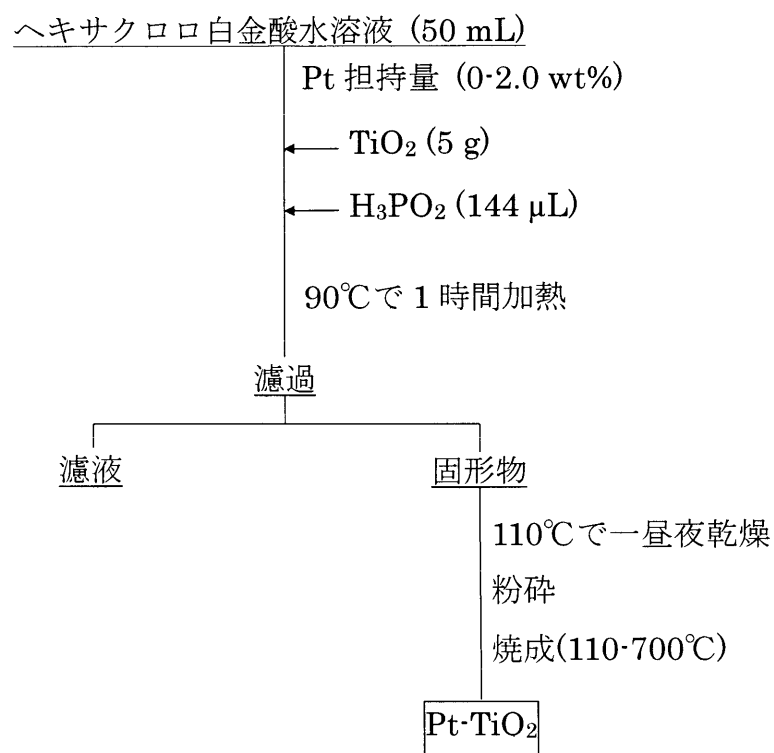 ヘキサクロロ白金酸水溶液 (50 mL)
Pt 担持量 (0-2.0 wt%)
TiO₂ (5 g)
H₃PO₂ (144 μL)
90℃で 1 時間加熱
濾過
濾液
固形物
110℃で一昼夜乾燥
粉砕
焼成(110-700℃)
Pt-TiO₂